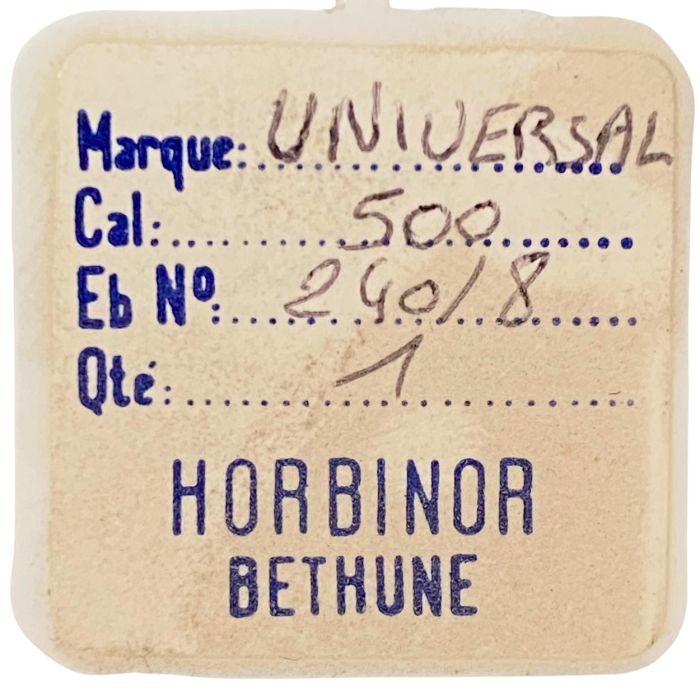 Marque: UNIVERSAL
Cal: 500
Eb Nº: 240/8
Qté: 1
HORBINOR
BETHUNE